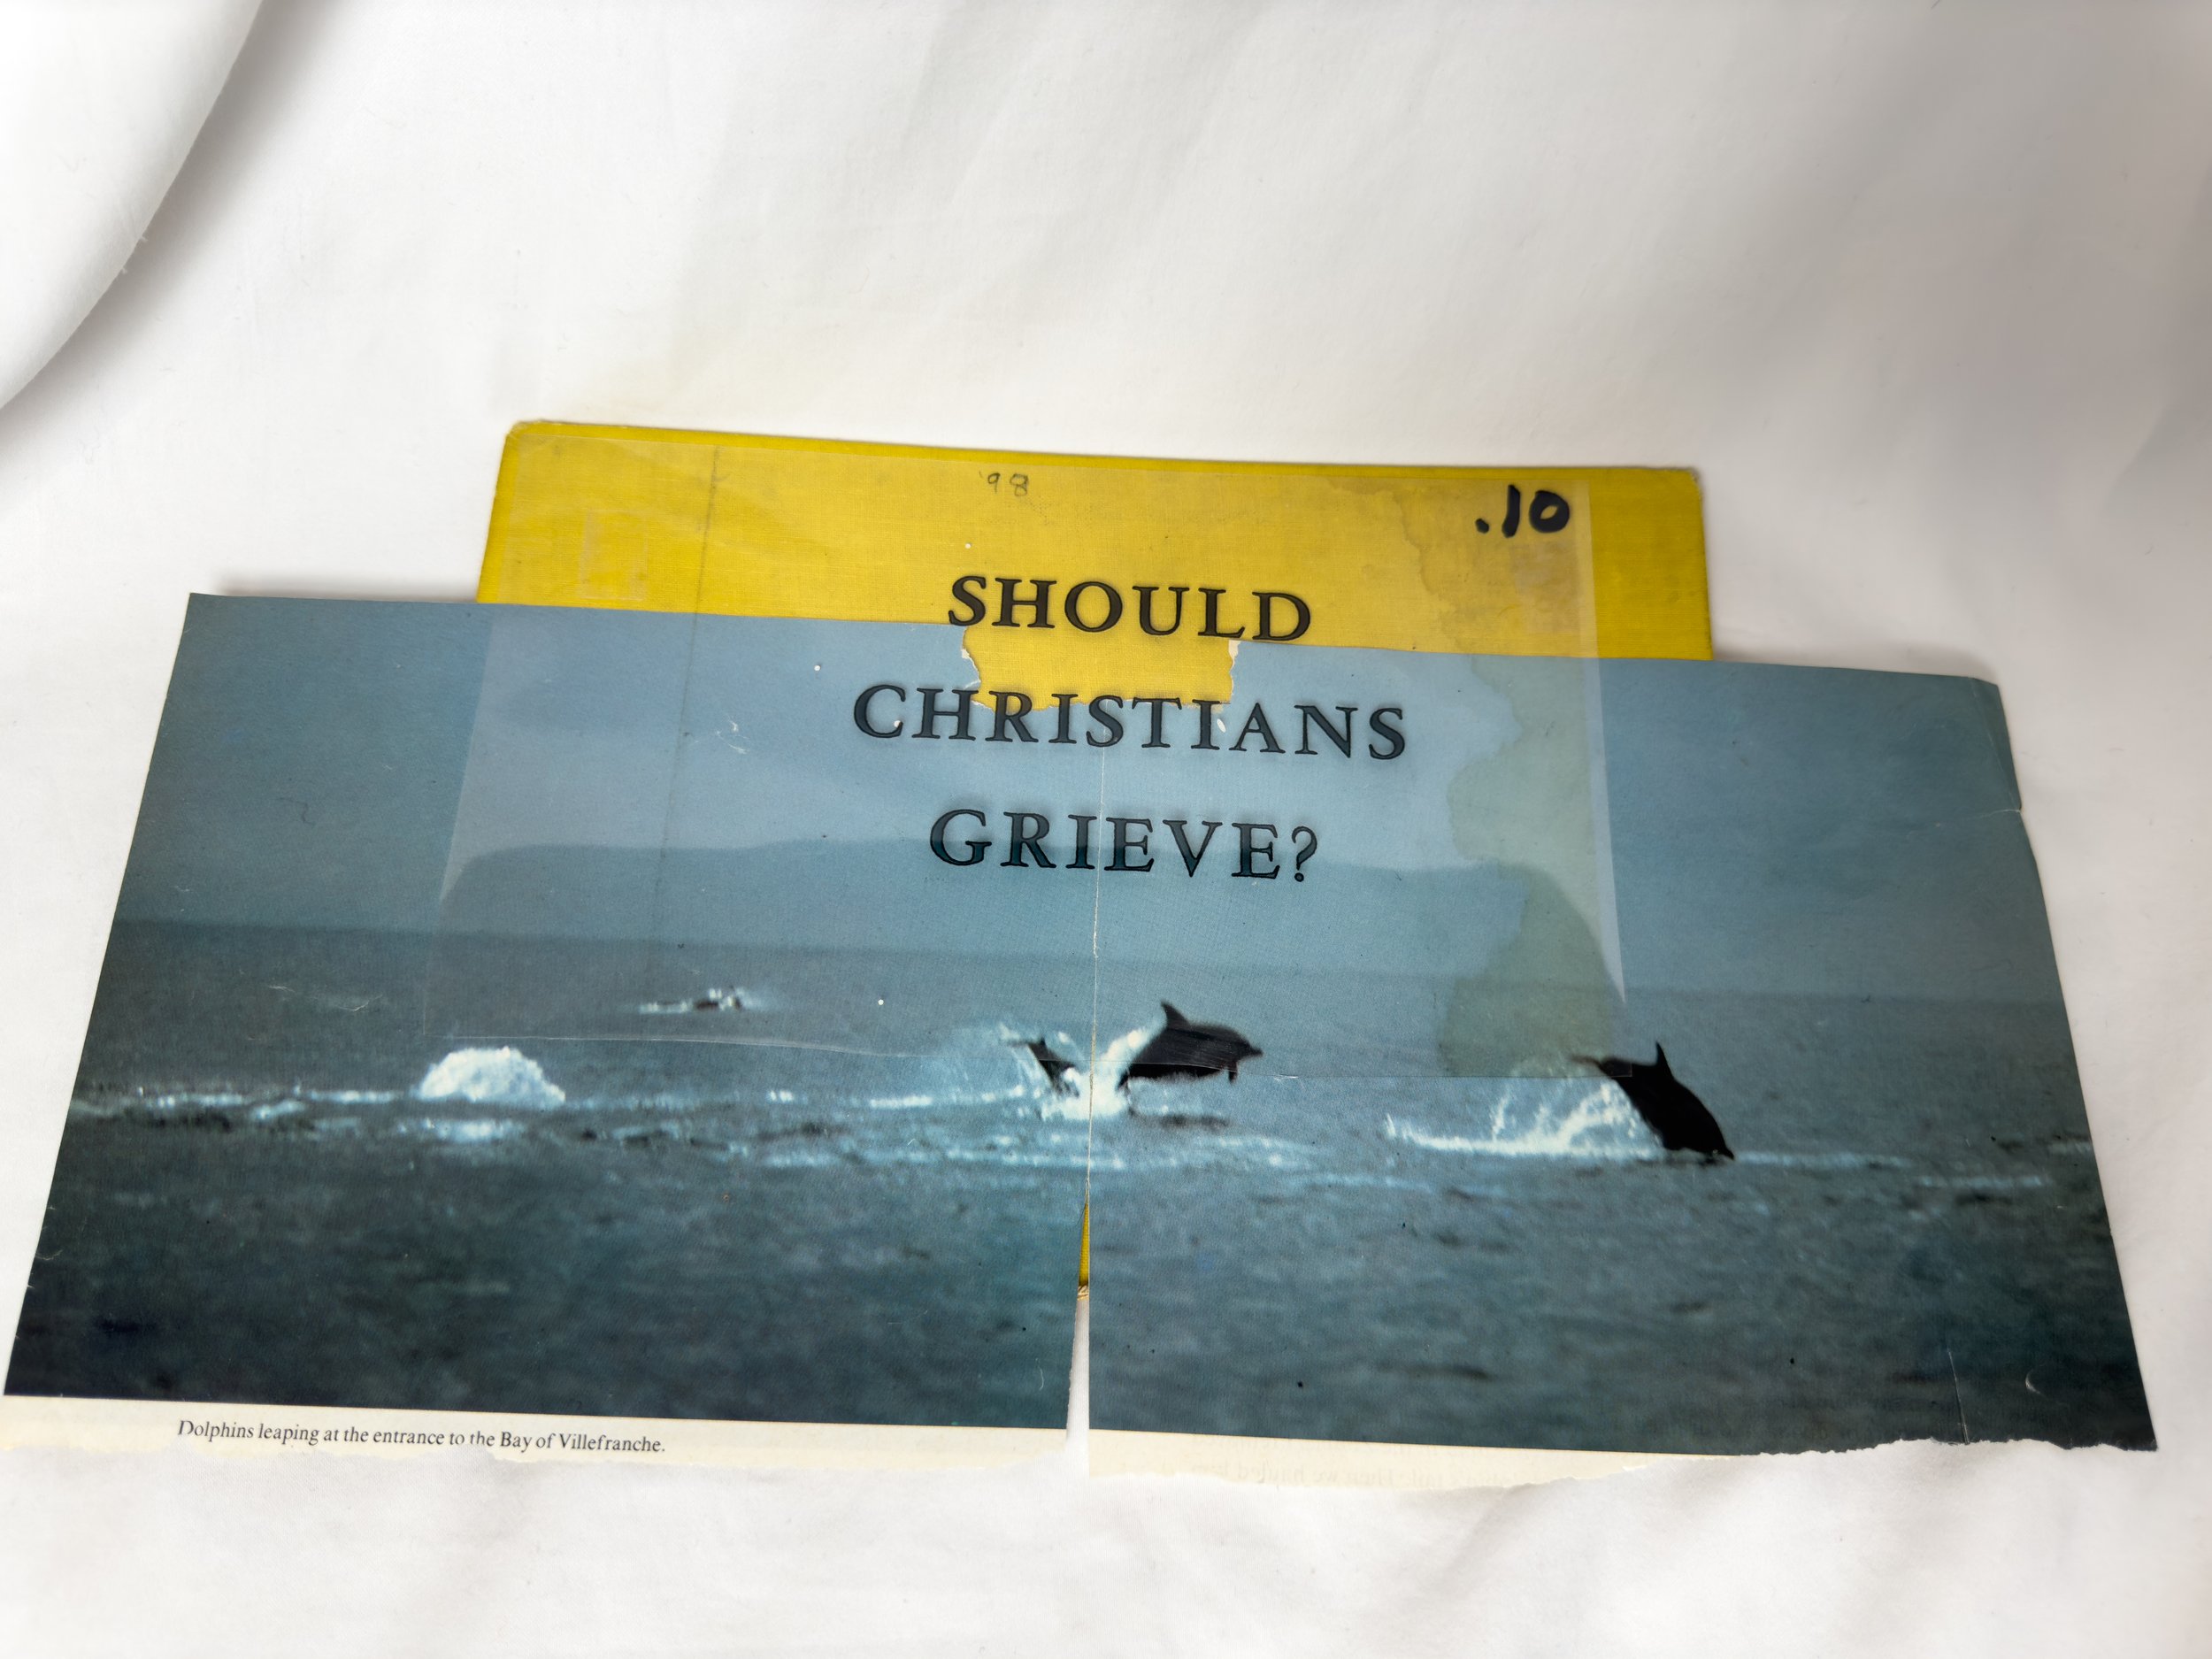 '98
.10
SHOULD
CHRISTIANS
GRIEVE?
Dolphins leaping at the entrance to the Bay of Villefranche.